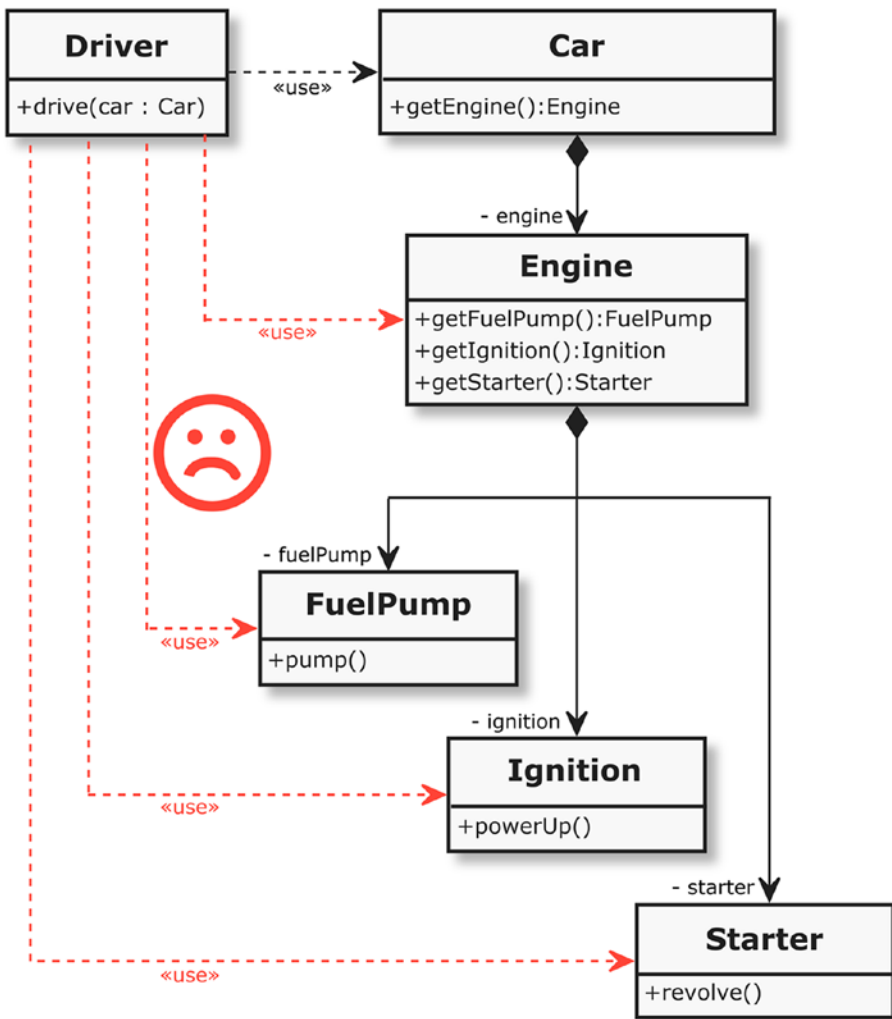 Driver
+drive(car : Car)
«use»
Car
+getEngine():Engine
- engine
Engine
+getFuelPump():FuelPump
+getIgnition():Ignition
+getStarter():Starter
«use»
- fuelPump
FuelPump
+pump()
«use»
- ignition
Ignition
+powerUp()
«use»
- starter
Starter
+revolve()
«use»